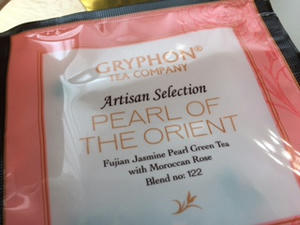 GRYPHON®
TEA COMPANY
Artisan Selection
PEARL OF
THE ORIENT
Fujian Jasmine Pearl Green Tea
with Moroccan Rose
Blend no: 122